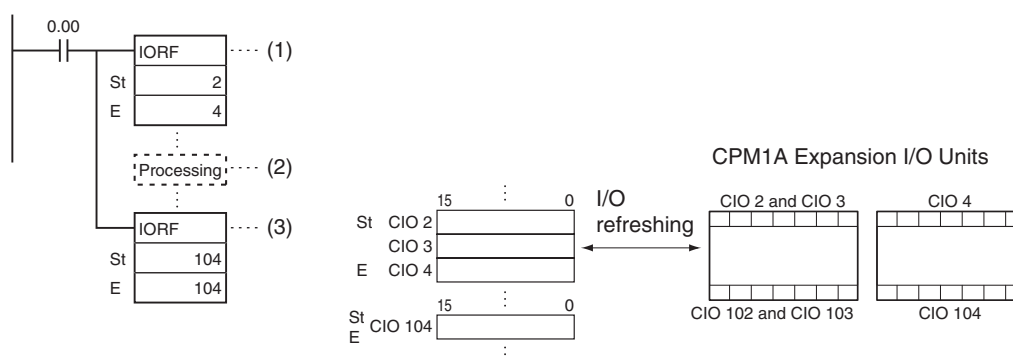 0.00
IORF
(1)
St 2
E 4
Processing
(2)
IORF
(3)
St 104
E 104
CPM1A Expansion I/O Units
15 0
St CIO 2
CIO 3
E CIO 4
I/O
refreshing
15 0
St
E
CIO 104
CIO 2 and CIO 3
CIO 4
CIO 102 and CIO 103
CIO 104